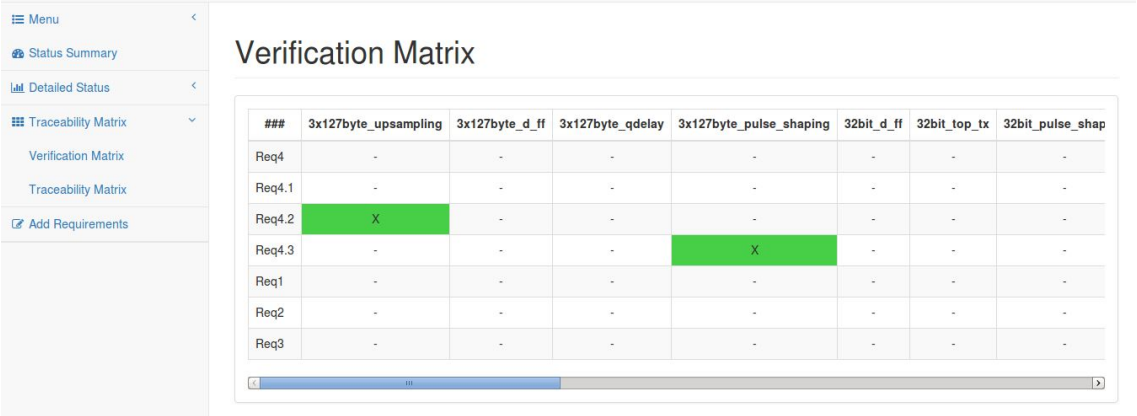 Menu
Status Summary
Detailed Status
Traceability Matrix
Verification Matrix
Traceability Matrix
Add Requirements
Verification Matrix
### 3x127byte_upsampling 3x127byte_d_ff 3x127byte_qdelay 3x127byte_pulse_shaping 32bit_d_ff 32bit_top_tx 32bit_pulse_shap
Req4 - - - - - - -
Req4.1 - - - - - - -
Req4.2 X - - - - - -
Req4.3 - - - X - - -
Req1 - - - - - - -
Req2 - - - - - - -
Req3 - - - - - - -